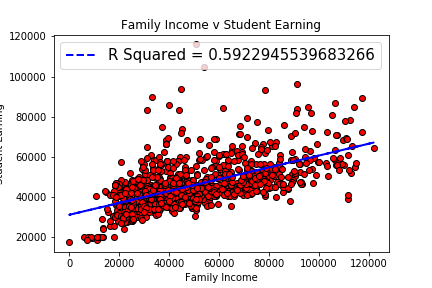 Family Income v Student Earning
R Squared = 0.5922945539683266
120000
100000
80000
60000
40000
20000
Student Earning
0 20000 40000 60000 80000 100000 120000
Family Income